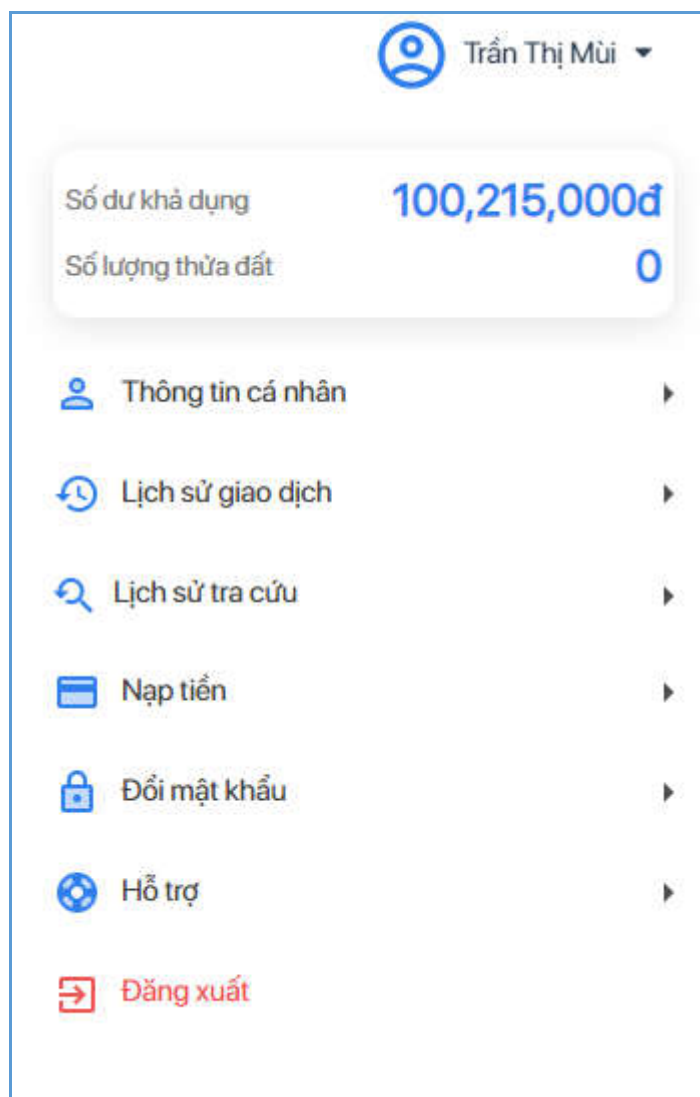 Trần Thị Mùi
Số dư khả dụng 100,215,000đ
Số lượng thửa đất 0
Thông tin cá nhân
Lịch sử giao dịch
Lịch sử tra cứu
Nạp tiền
Đổi mật khẩu
Hỗ trợ
Đăng xuất